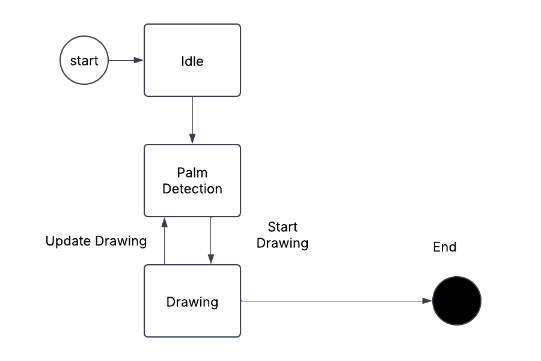 start
Idle
Palm
Detection
Update Drawing
Start
Drawing
End
Drawing